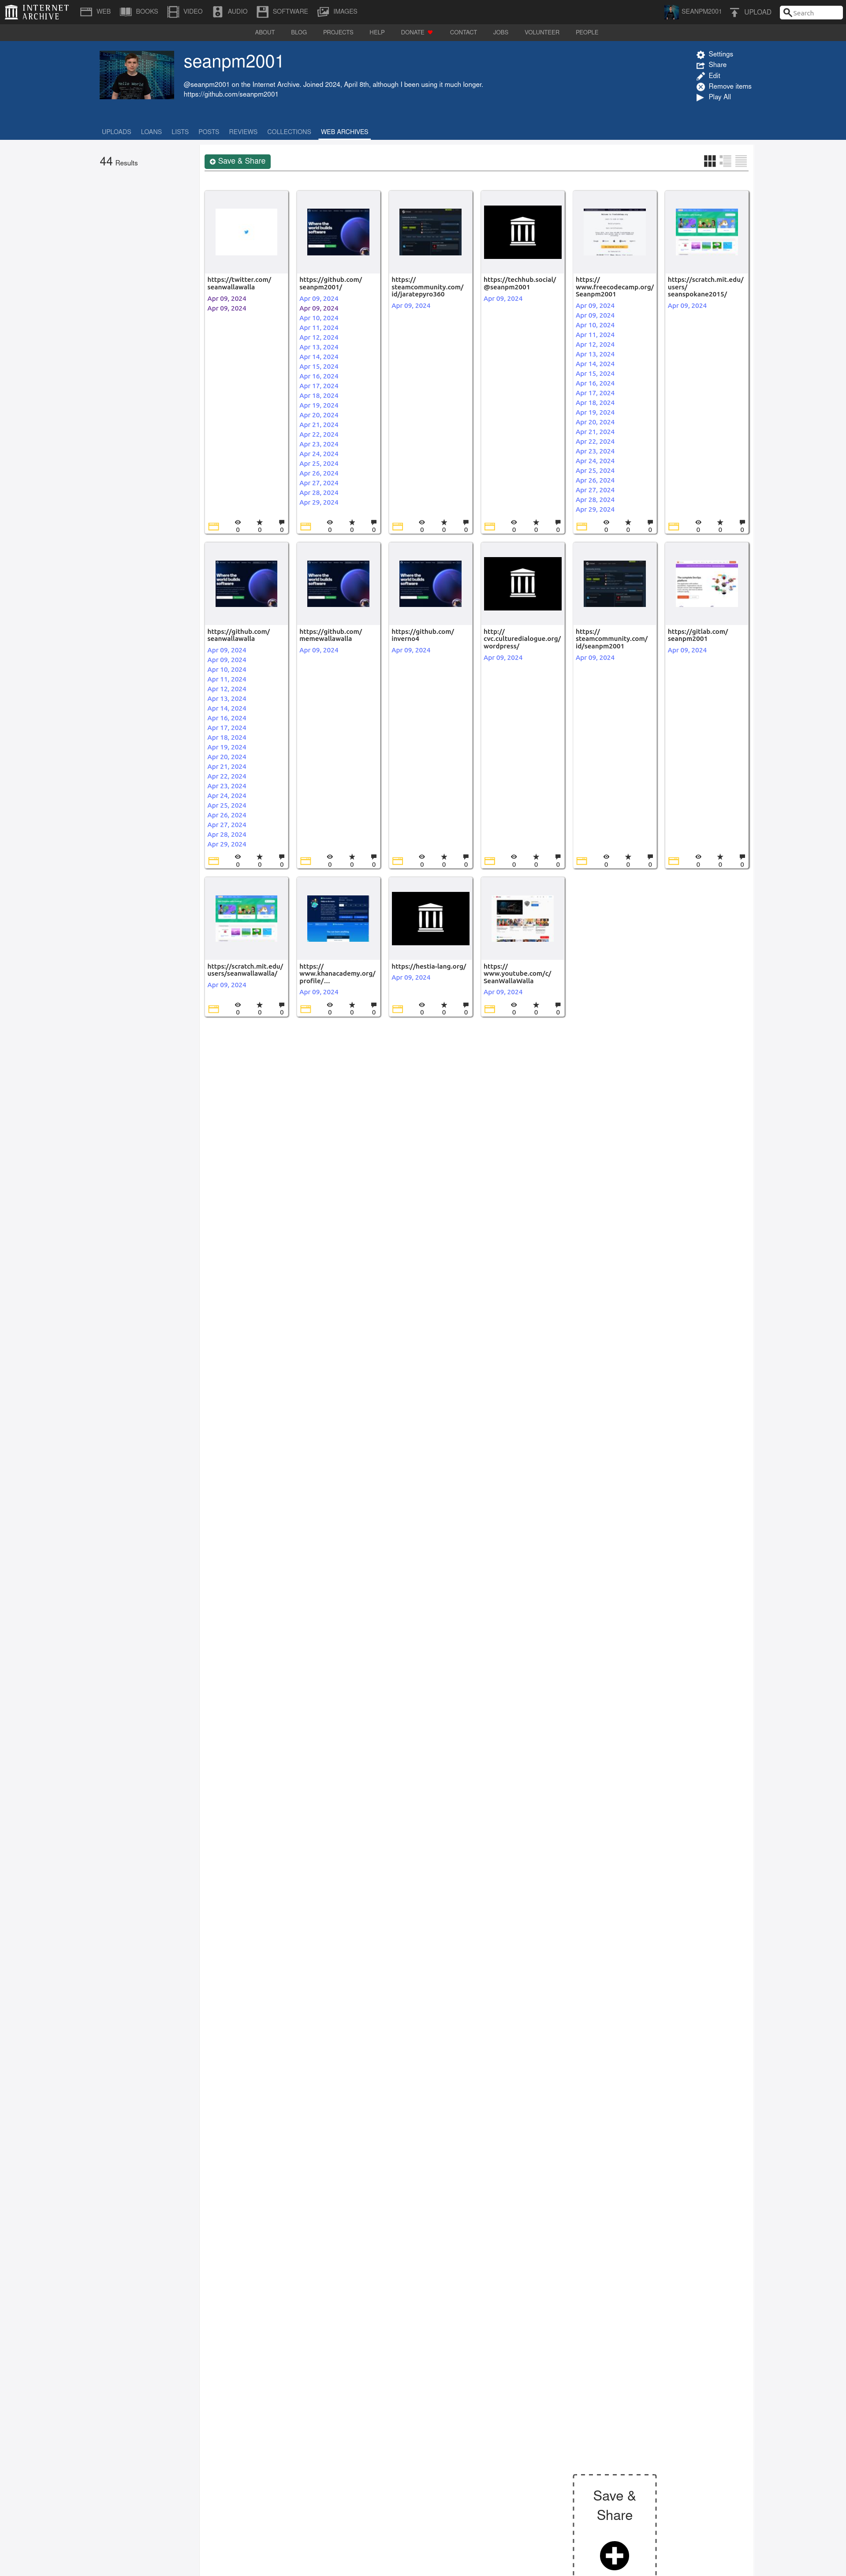 INTERNET
ARCHIVE
WEB
BOOKS
VIDEO
AUDIO
SOFTWARE
IMAGES
SEANPM2001
UPLOAD
Search
ABOUT
BLOG
PROJECTS
HELP
DONATE
CONTACT
JOBS
VOLUNTEER
PEOPLE
seanpm2001
@seanpm2001 on the Internet Archive. Joined 2024, April 8th, although I been using it much longer.
https://github.com/seanpm2001
Settings
Share
Edit
Remove items
Play All
UPLOADS
LOANS
LISTS
POSTS
REVIEWS
COLLECTIONS
WEB ARCHIVES
44 Results
Save & Share
https://twitter.com/
seanwallawalla
Apr 09, 2024
Apr 09, 2024
0 0 0
Where the
world builds
software
https://github.com/
seanpm2001/
Apr 09, 2024
Apr 09, 2024
Apr 10, 2024
Apr 11, 2024
Apr 12, 2024
Apr 13, 2024
Apr 14, 2024
Apr 15, 2024
Apr 16, 2024
Apr 17, 2024
Apr 18, 2024
Apr 19, 2024
Apr 20, 2024
Apr 21, 2024
Apr 22, 2024
Apr 23, 2024
Apr 24, 2024
Apr 25, 2024
Apr 26, 2024
Apr 27, 2024
Apr 28, 2024
Apr 29, 2024
0 0 0
https://
steamcommunity.com/
id/jaratepyro360
Apr 09, 2024
0 0 0
https://techhub.social/
@seanpm2001
Apr 09, 2024
0 0 0
https://
www.freecodecamp.org/
Seanpm2001
Apr 09, 2024
Apr 09, 2024
Apr 10, 2024
Apr 11, 2024
Apr 12, 2024
Apr 13, 2024
Apr 14, 2024
Apr 15, 2024
Apr 16, 2024
Apr 17, 2024
Apr 18, 2024
Apr 19, 2024
Apr 20, 2024
Apr 21, 2024
Apr 22, 2024
Apr 23, 2024
Apr 24, 2024
Apr 25, 2024
Apr 26, 2024
Apr 27, 2024
Apr 28, 2024
Apr 29, 2024
0 0 0
https://scratch.mit.edu/
users/
seanspokane2015/
Apr 09, 2024
0 0 0
Where the
world builds
software
https://github.com/
seanwallawalla
Apr 09, 2024
Apr 09, 2024
Apr 10, 2024
Apr 11, 2024
Apr 12, 2024
Apr 13, 2024
Apr 14, 2024
Apr 16, 2024
Apr 17, 2024
Apr 18, 2024
Apr 19, 2024
Apr 20, 2024
Apr 21, 2024
Apr 22, 2024
Apr 23, 2024
Apr 24, 2024
Apr 25, 2024
Apr 26, 2024
Apr 27, 2024
Apr 28, 2024
Apr 29, 2024
0 0 0
Where the
world builds
software
https://github.com/
memewallawalla
Apr 09, 2024
0 0 0
Where the
world builds
software
https://github.com/
inverno4
Apr 09, 2024
0 0 0
http://
cvc.culturedialogue.org/
wordpress/
Apr 09, 2024
0 0 0
https://
steamcommunity.com/
id/seanpm2001
Apr 09, 2024
0 0 0
https://gitlab.com/
seanpm2001
Apr 09, 2024
0 0 0
https://scratch.mit.edu/
users/seanwallawalla/
Apr 09, 2024
0 0 0
https://
www.khanacademy.org/
profile/...
Apr 09, 2024
0 0 0
https://hestia-lang.org/
Apr 09, 2024
0 0 0
https://
www.youtube.com/c/
SeanWallaWalla
Apr 09, 2024
0 0 0
Save &
Share